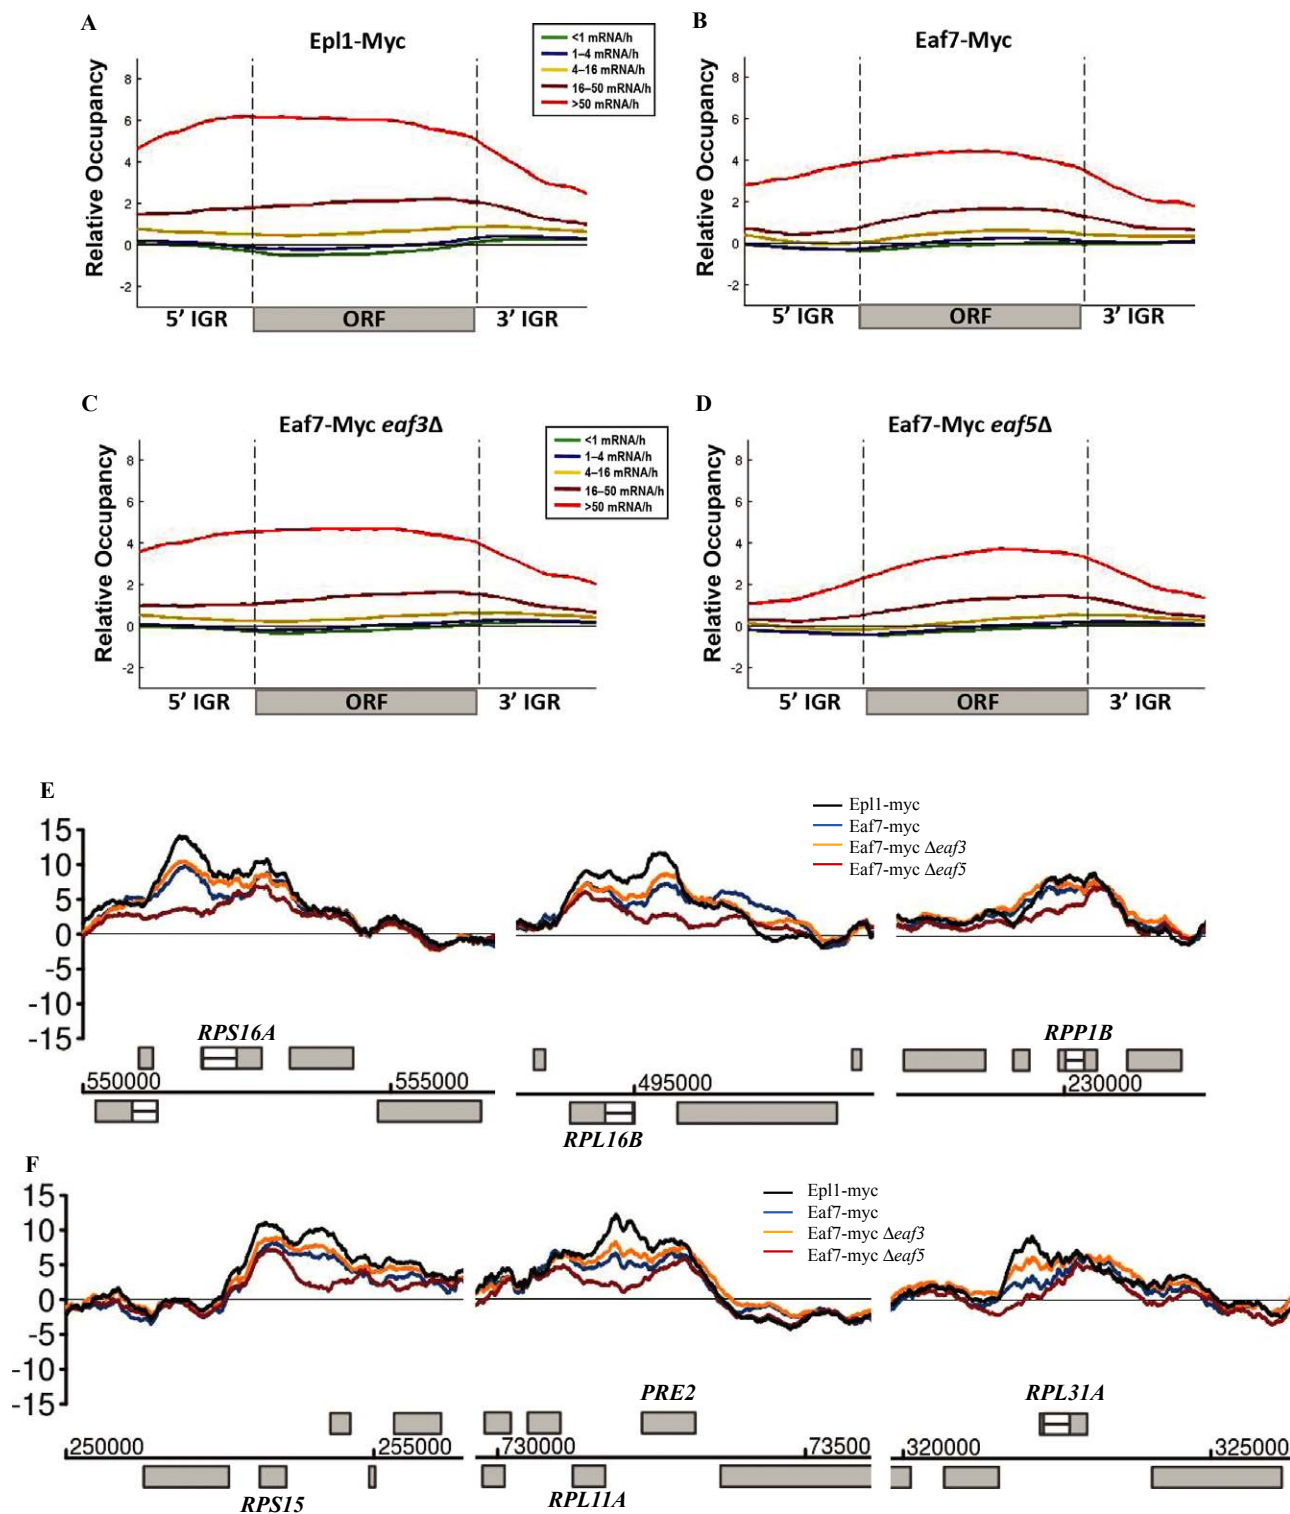 A
Epl1-Myc
<1 mRNA/h
1–4 mRNA/h
4–16 mRNA/h
16–50 mRNA/h
>50 mRNA/h
Relative Occupancy
8
6
4
2
0
-2
5’ IGR
ORF
3’ IGR
B
Eaf7-Myc
Relative Occupancy
8
6
4
2
0
-2
5’ IGR
ORF
3’ IGR
C
Eaf7-Myc eaf3Δ
<1 mRNA/h
1–4 mRNA/h
4–16 mRNA/h
16–50 mRNA/h
>50 mRNA/h
Relative Occupancy
8
6
4
2
0
-2
5’ IGR
ORF
3’ IGR
D
Eaf7-Myc eaf5Δ
Relative Occupancy
8
6
4
2
0
-2
5’ IGR
ORF
3’ IGR
E
Epl1-myc
Eaf7-myc
Eaf7-myc Δeaf3
Eaf7-myc Δeaf5
15
10
5
0
-5
-10
-15
RPS16A
RPP1B
550000
555000
495000
230000
RPL16B
F
Epl1-myc
Eaf7-myc
Eaf7-myc Δeaf3
Eaf7-myc Δeaf5
15
10
5
0
-5
-10
-15
PRE2
RPL31A
250000
255000
730000
73500
320000
325000
RPS15
RPL11A